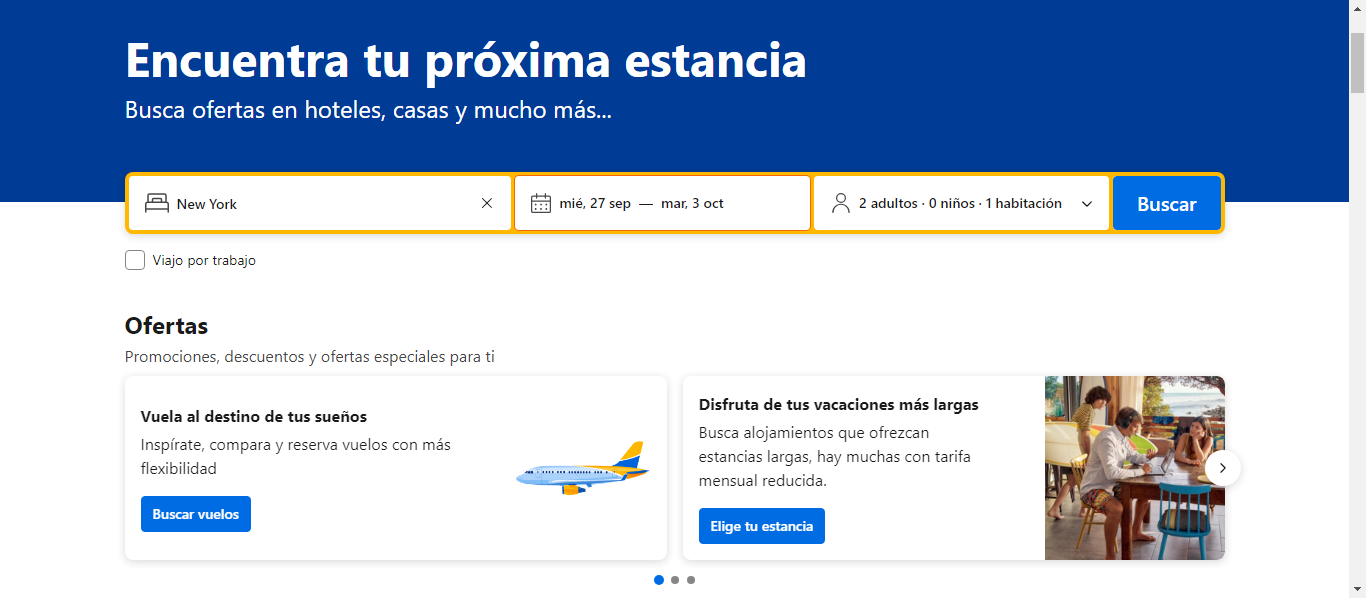 Encuentra tu próxima estancia
Busca ofertas en hoteles, casas y mucho más...
New York
mié, 27 sep — mar, 3 oct
2 adultos · 0 niños · 1 habitación
Buscar
Viajo por trabajo
Ofertas
Promociones, descuentos y ofertas especiales para ti
Vuela al destino de tus sueños
Inspírate, compara y reserva vuelos con más
flexibilidad
Buscar vuelos
Disfruta de tus vacaciones más largas
Busca alojamientos que ofrezcan
estancias largas, hay muchas con tarifa
mensual reducida.
Elige tu estancia